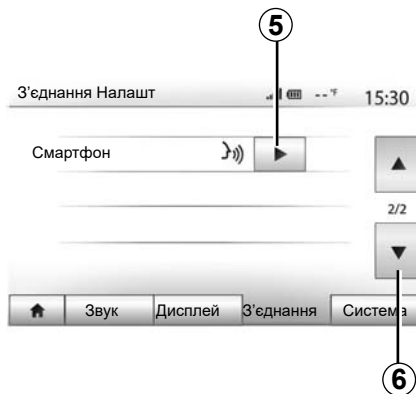 5
З’єднання Налашт --°F 15:30
Смартфон
2/2
Звук Дисплей З’єднання Система
6